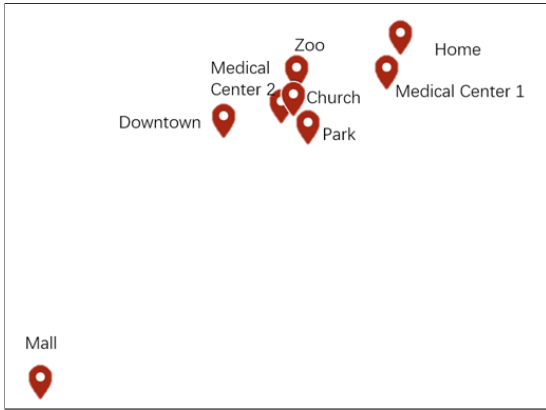 Zoo
Home
Medical
Center 2
Medical Center 1
Church
Downtown
Park
Mall